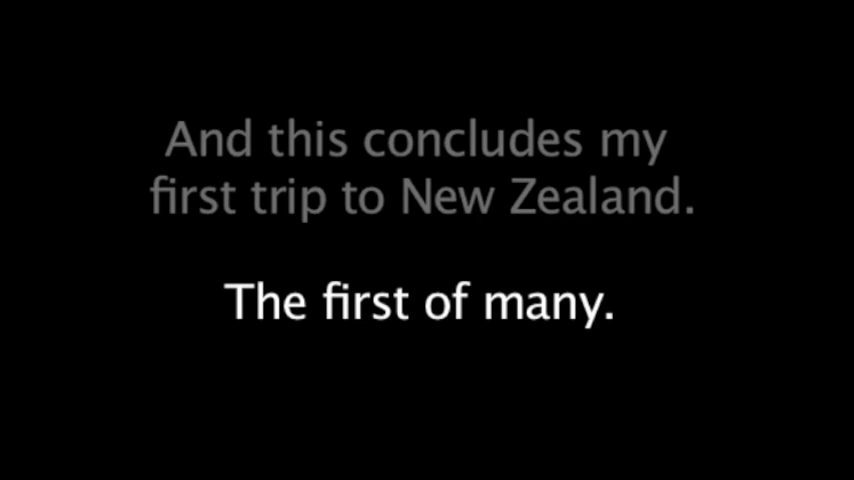 And this concludes my
first trip to New Zealand.
The first of many.